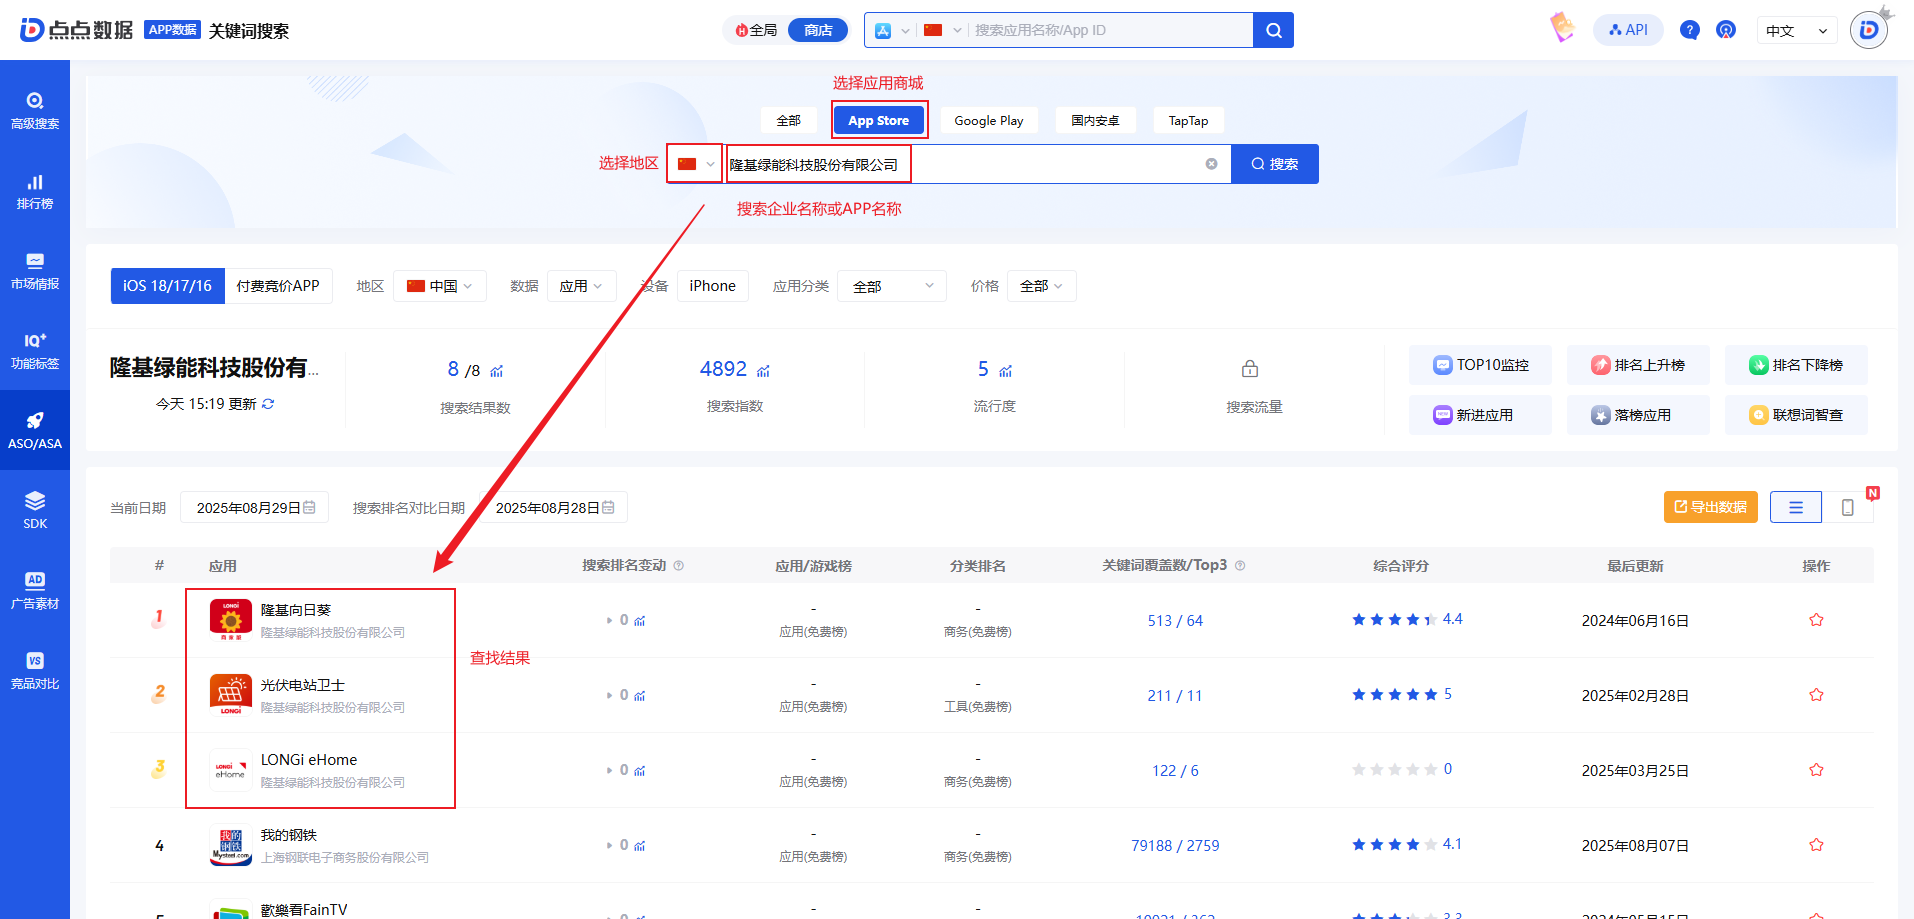 点点数据 APP数据 关键词搜索
全局 商店
搜索应用名称/App ID
API
中文
高级搜索
排行榜
市场情报
IQ+
功能标签
ASO/ASA
SDK
AD
广告素材
VS
竞品对比
选择应用商城
全部 App Store Google Play 国内安卓 TapTap
选择地区
隆基绿能科技股份有限公司
搜索
搜索企业名称或APP名称
iOS 18/17/16 付费竞价APP 地区 中国 数据 应用 设备 iPhone 应用分类 全部 价格 全部
隆基绿能科技股份有...
今天 15:19 更新
8 /8
搜索结果数
4892
搜索指数
5
流行度
搜索流量
TOP10监控 排名上升榜 排名下降榜
新进应用 落榜应用 联想词智查
当前日期 2025年08月29日 搜索排名对比日期 2025年08月28日
导出数据
N
# 应用 搜索排名变动 应用/游戏榜 分类排名 关键词覆盖数/Top3 综合评分 最后更新 操作
1 隆基向日葵 0 - - 513 / 64 4.4 2024年06月16日
隆基绿能科技股份有限公司 应用(免费榜) 商务(免费榜)
查找结果
2 光伏电站卫士 0 - - 211 / 11 5 2025年02月28日
隆基绿能科技股份有限公司 应用(免费榜) 工具(免费榜)
3 LONGi eHome 0 - - 122 / 6 0 2025年03月25日
隆基绿能科技股份有限公司 应用(免费榜) 商务(免费榜)
4 我的钢铁 0 - - 79188 / 2759 4.1 2025年08月07日
上海钢联电子商务股份有限公司 应用(免费榜) 商务(免费榜)
歡樂看FainTV